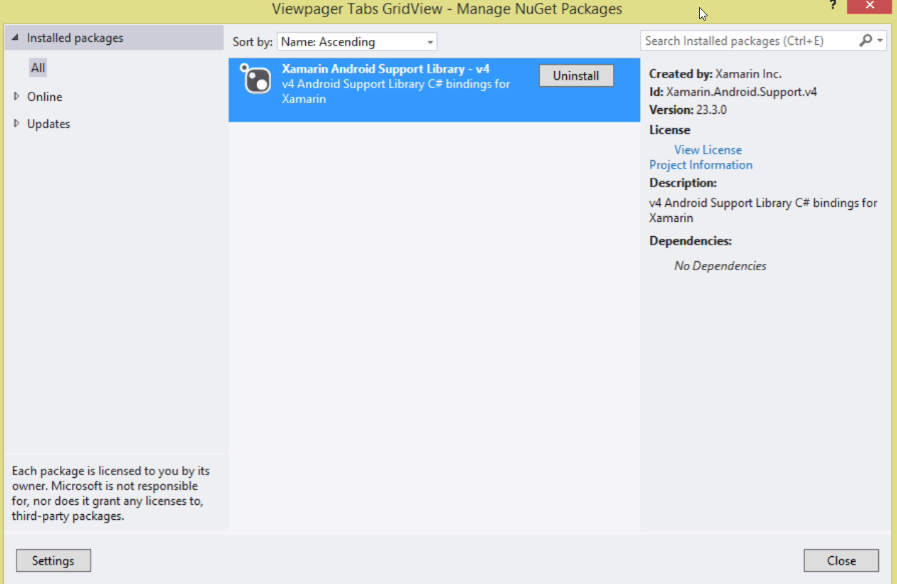 Viewpager Tabs GridView - Manage NuGet Packages
?
Installed packages
All
Online
Updates
Each package is licensed to you by its
owner. Microsoft is not responsible
for, nor does it grant any licenses to,
third-party packages.
Sort by: Name: Ascending
Xamarin Android Support Library - v4
v4 Android Support Library C# bindings for
Xamarin
Uninstall
Search Installed packages (Ctrl+E)
Created by: Xamarin Inc.
Id: Xamarin.Android.Support.v4
Version: 23.3.0
License
View License
Project Information
Description:
v4 Android Support Library C# bindings for
Xamarin
Dependencies:
No Dependencies
Settings
Close